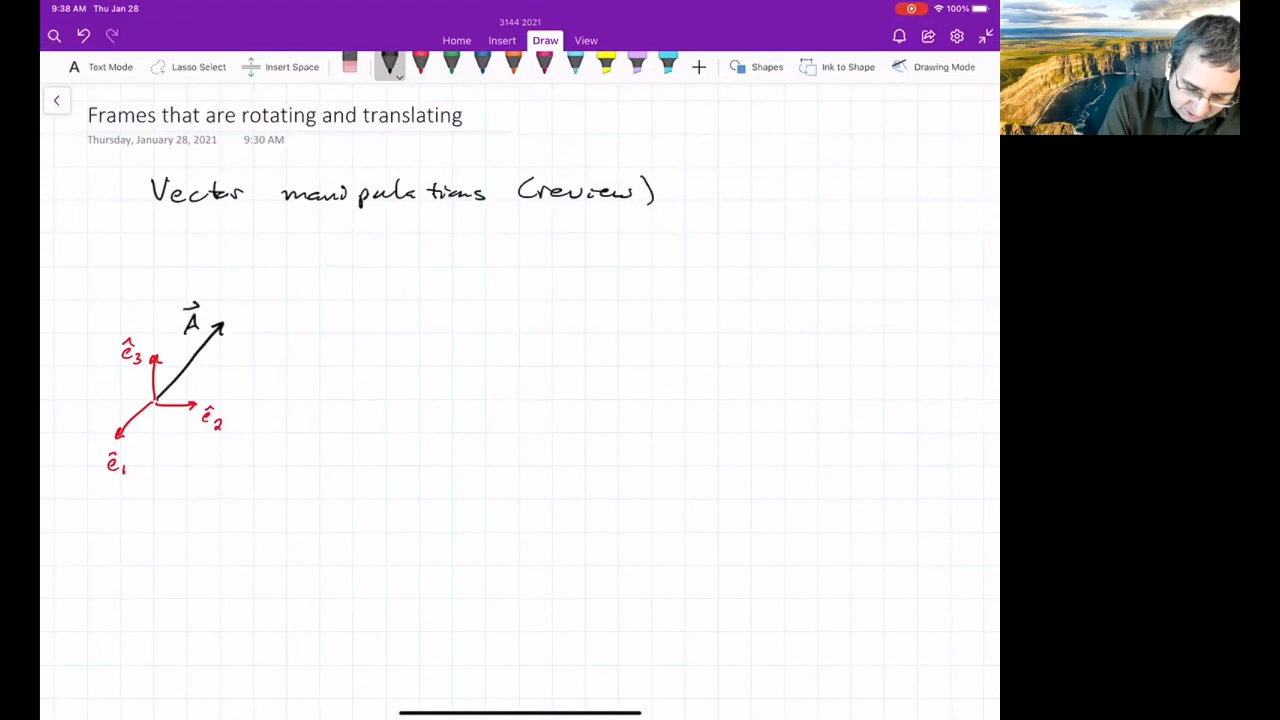 9:38 AM Thu Jan 28
100%
3144 2021
Home Insert Draw View
A Text Mode Lasso Select Insert Space Shapes Ink to Shape Drawing Mode
Frames that are rotating and translating
Thursday, January 28, 2021 9:30 AM
Vector manipulations (review)
A⃗
ê₃
ê₂
ê₁